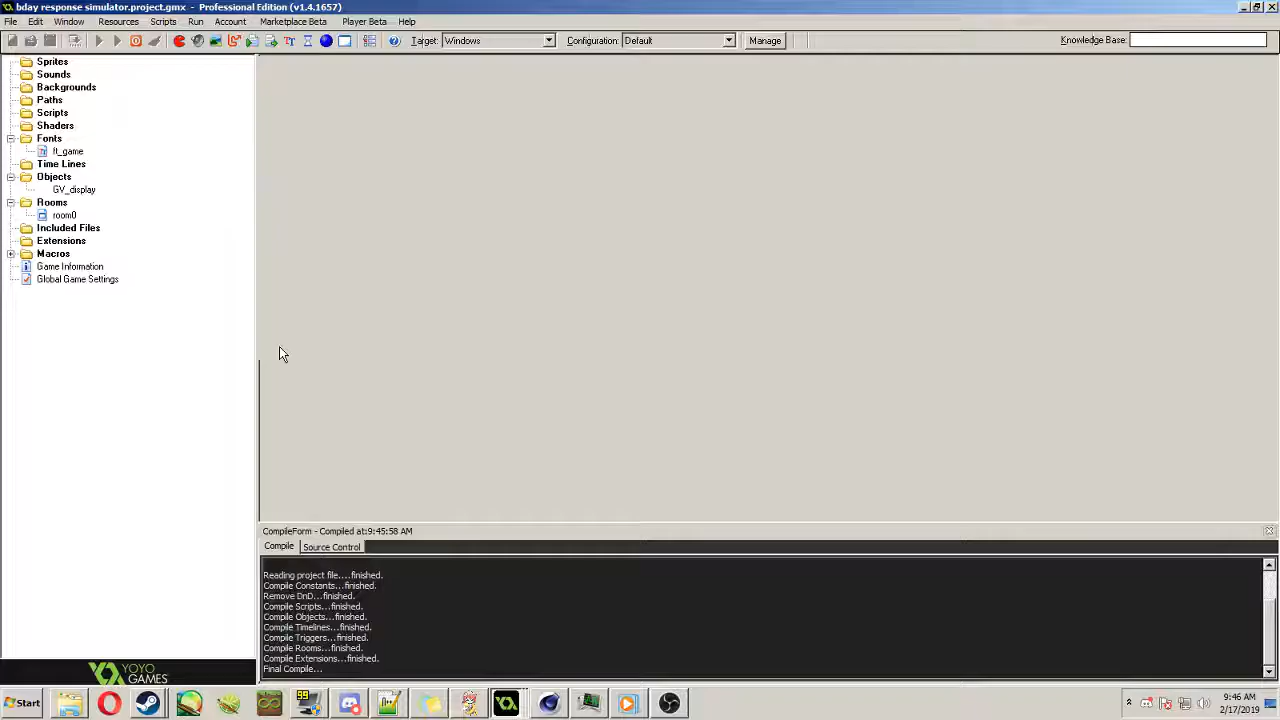 bday response simulator.project.gmx - Professional Edition (v1.4.1657)
File Edit Window Resources Scripts Run Account Marketplace Beta Player Beta Help
Target: Windows Configuration: Default Manage Knowledge Base:
Sprites
Sounds
Backgrounds
Paths
Scripts
Shaders
Fonts
ft_game
Time Lines
Objects
GV_display
Rooms
room0
Included Files
Extensions
Macros
Game Information
Global Game Settings
CompileForm - Compiled at:9:45:58 AM
Compile Source Control
Reading project file....finished.
Compile Constants...finished.
Remove DnD...finished.
Compile Scripts...finished.
Compile Objects...finished.
Compile Timelines...finished.
Compile Triggers...finished.
Compile Rooms...finished.
Compile Extensions...finished.
Final Compile...
YOYO
GAMES
Start
99
9:46 AM
2/17/2019